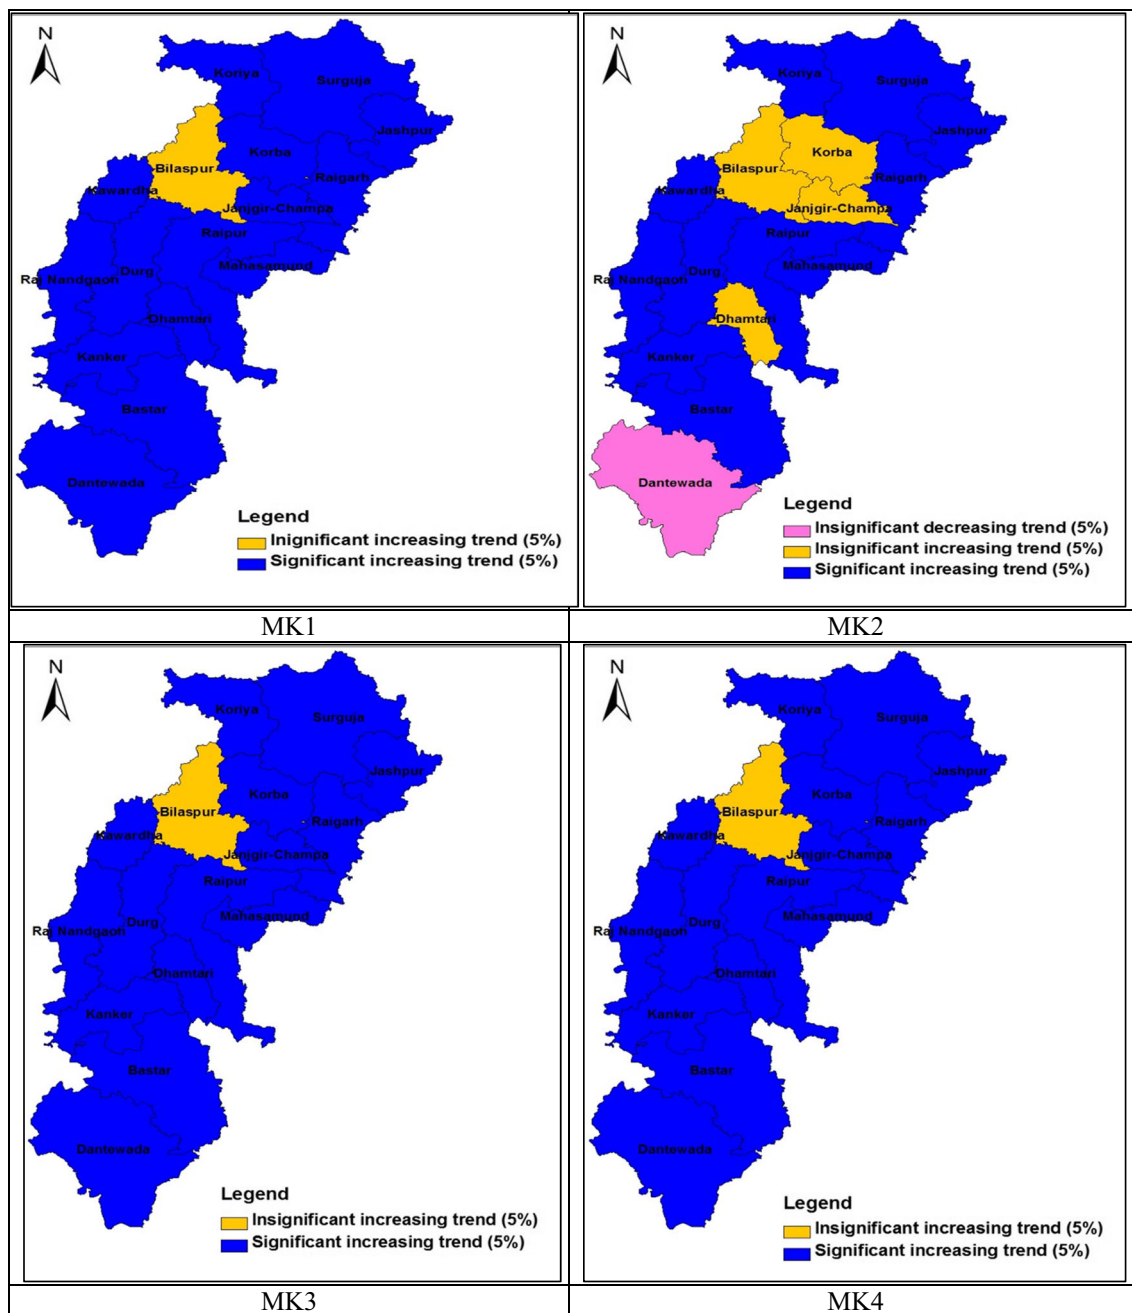 N
Koriya
Surguja
Jashpur
Korba
Bilaspur
Raigarh
Kawardha
Janjgir-Champa
Raipur
Mahasamund
Durg
Raj Nandgaon
Dhamtari
Kanker
Bastar
Dantewada
Legend
Inignificant increasing trend (5%)
Significant increasing trend (5%)
MK1
N
Koriya
Surguja
Jashpur
Korba
Bilaspur
Raigarh
Kawardha
Janjgir-Champa
Raipur
Mahasamund
Durg
Raj Nandgaon
Dhamtari
Kanker
Bastar
Dantewada
Legend
Insignificant decreasing trend (5%)
Insignificant increasing trend (5%)
Significant increasing trend (5%)
MK2
N
Koriya
Surguja
Jashpur
Korba
Bilaspur
Raigarh
Kawardha
Janjgir-Champa
Raipur
Mahasamund
Durg
Raj Nandgaon
Dhamtari
Kanker
Bastar
Dantewada
Legend
Insignificant increasing trend (5%)
Significant increasing trend (5%)
MK3
N
Koriya
Surguja
Jashpur
Korba
Bilaspur
Raigarh
Kawardha
Janjgir-Champa
Raipur
Mahasamund
Durg
Raj Nandgaon
Dhamtari
Kanker
Bastar
Dantewada
Legend
Insignificant increasing trend (5%)
Significant increasing trend (5%)
MK4